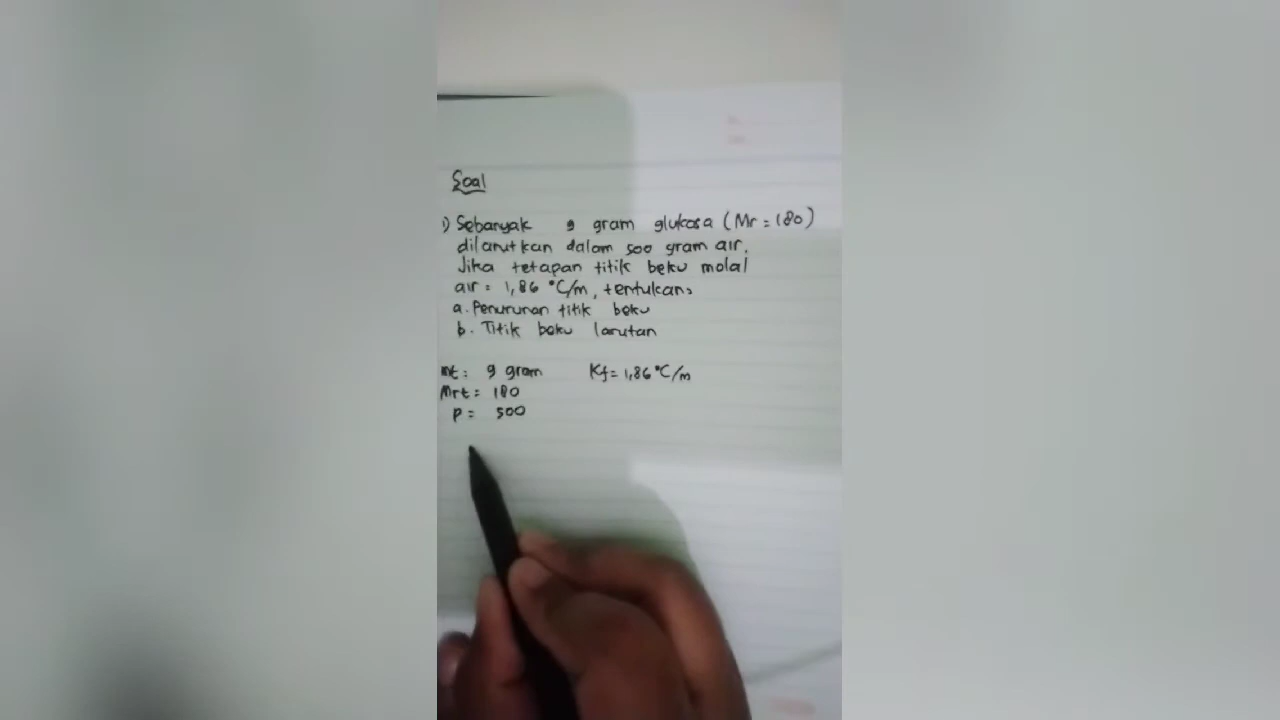 Soal
1) Sebanyak 9 gram glukosa (Mr = 180)
dilarutkan dalam 500 gram air.
Jika tetapan titik beku molal
air = 1,86 °C/m, tentukan:
a. Penurunan titik beku
b. Titik beku larutan
mt = 9 gram Kf = 1,86 °C/m
Mrt = 180
P = 500